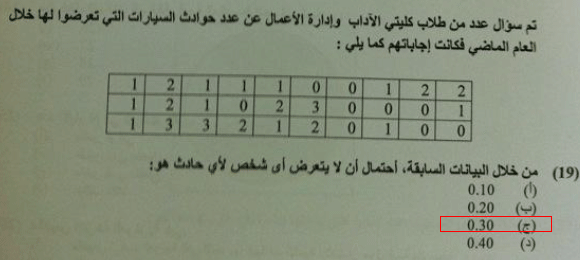 تم سؤال عدد من طلاب كليتي الآداب وإدارة الأعمال عن عدد حوادث السيارات التي تعرضوا لها خلال
العام الماضي فكانت إجاباتهم كما يلي :
1 2 1 1 1 0 0 1 2 2
1 2 1 0 2 3 0 0 0 1
1 3 3 2 1 2 0 1 0 0
(19) من خلال البيانات السابقة، أحتمال أن لا يتعرض أى شخص لأي حادث هو:
(أ) 0.10
(ب) 0.20
(ج) 0.30
(د) 0.40